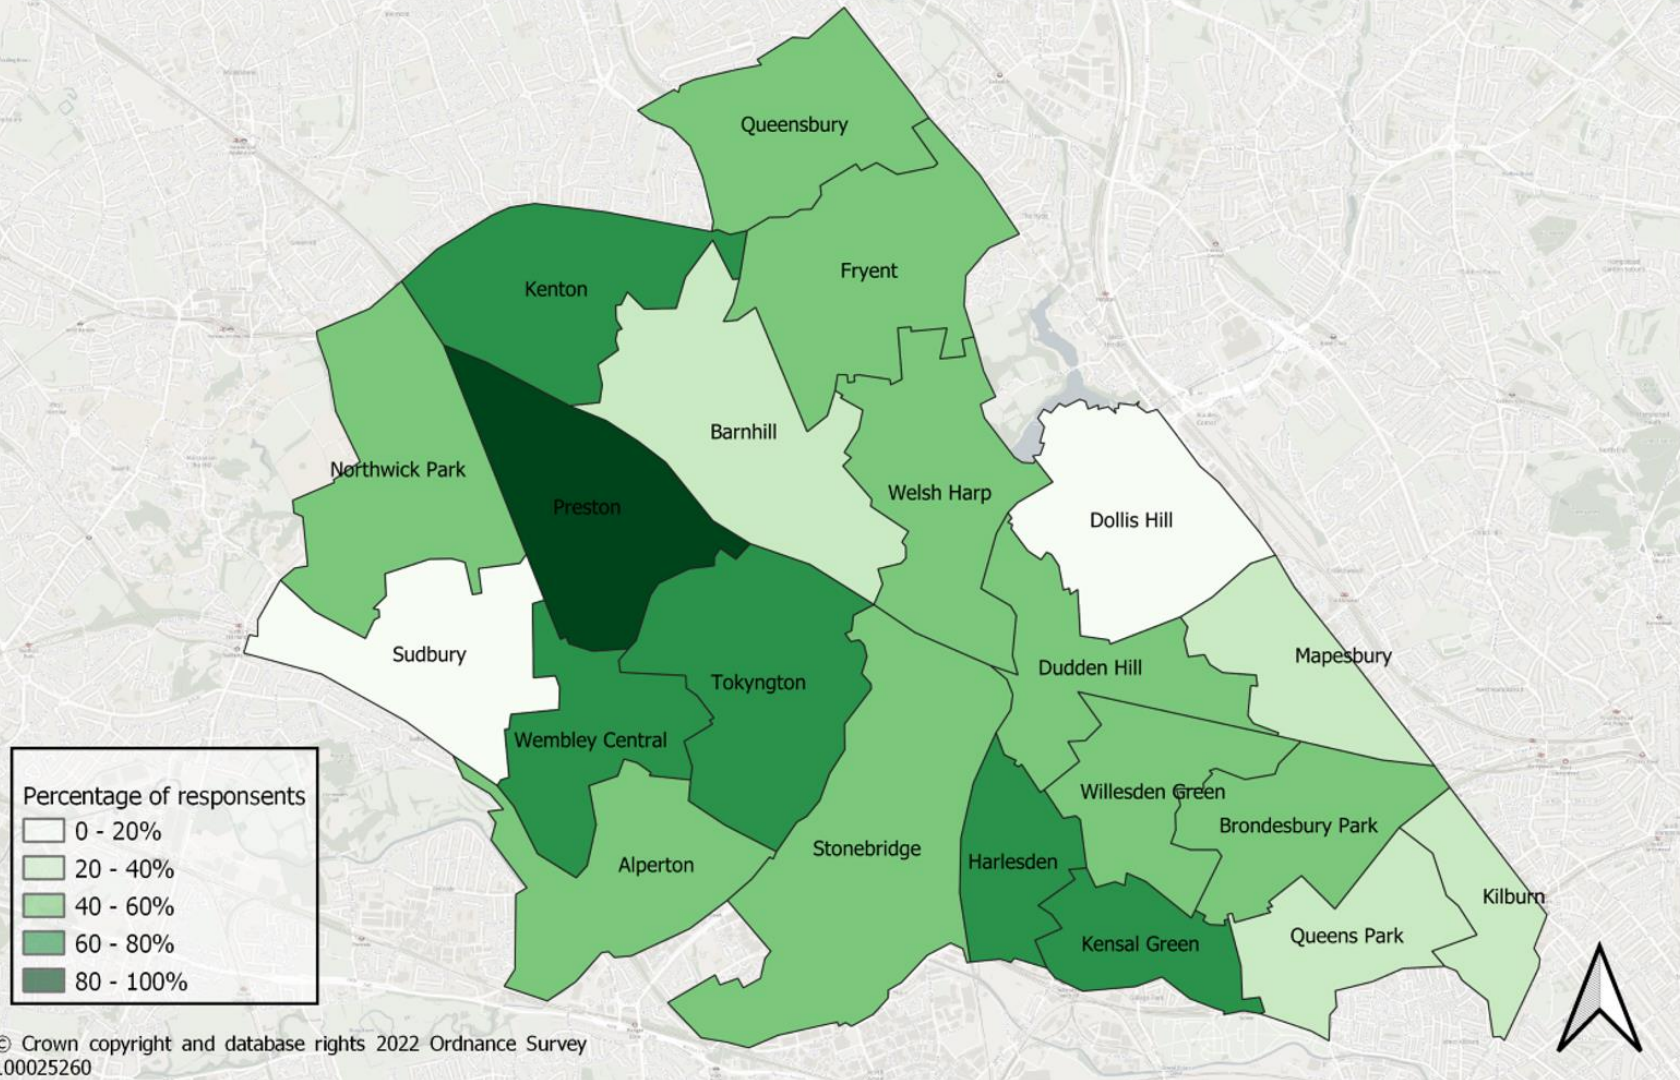 Queensbury
Fryent
Kenton
Barnhill
Northwick Park
Preston
Welsh Harp
Dollis Hill
Sudbury
Mapesbury
Dudden Hill
Tokyngton
Wembley Central
Willesden Green
Brondesbury Park
Stonebridge
Harlesden
Alperton
Kilburn
Queens Park
Kensal Green
Percentage of responsents
0 - 20%
20 - 40%
40 - 60%
60 - 80%
80 - 100%
© Crown copyright and database rights 2022 Ordnance Survey
100025260